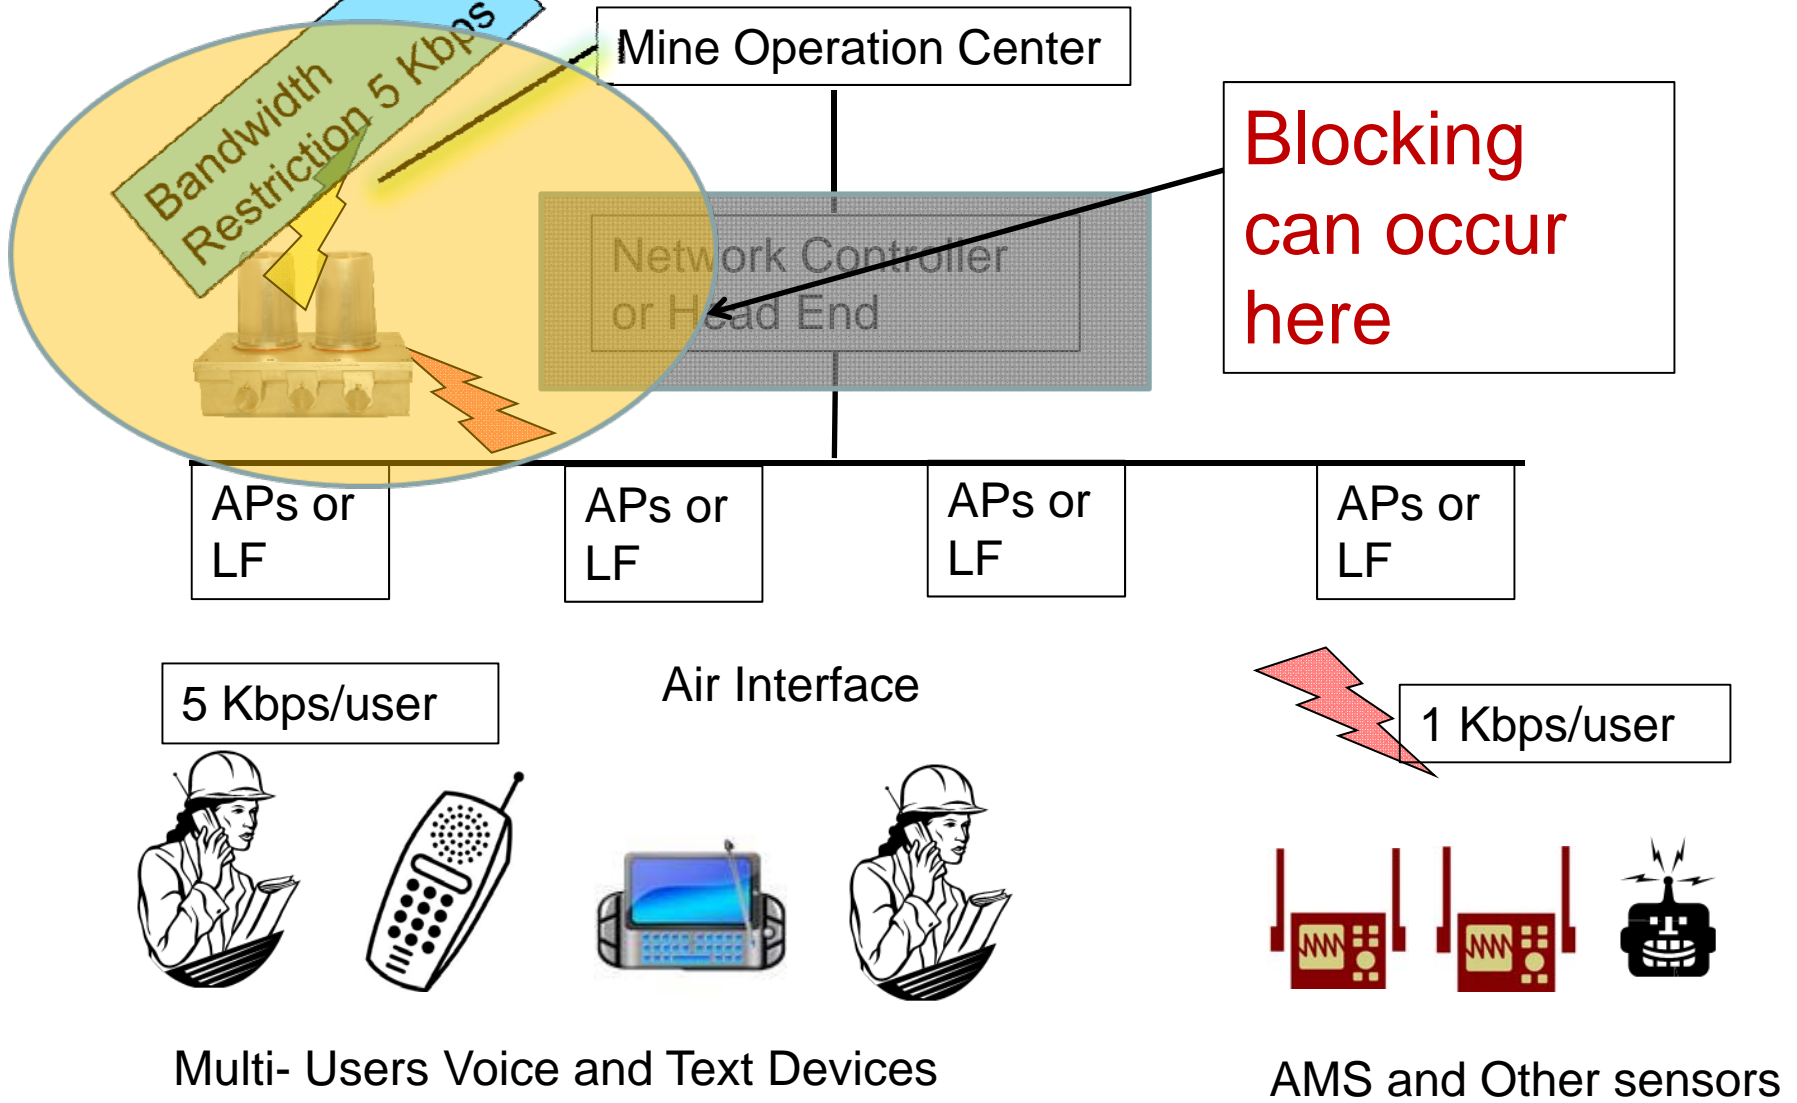 Bandwidth
Restriction 5 Kbps
Mine Operation Center
Blocking
can occur
here
Network Controller
or Head End
APs or
LF
APs or
LF
APs or
LF
APs or
LF
5 Kbps/user
Air Interface
1 Kbps/user
Multi- Users Voice and Text Devices
AMS and Other sensors